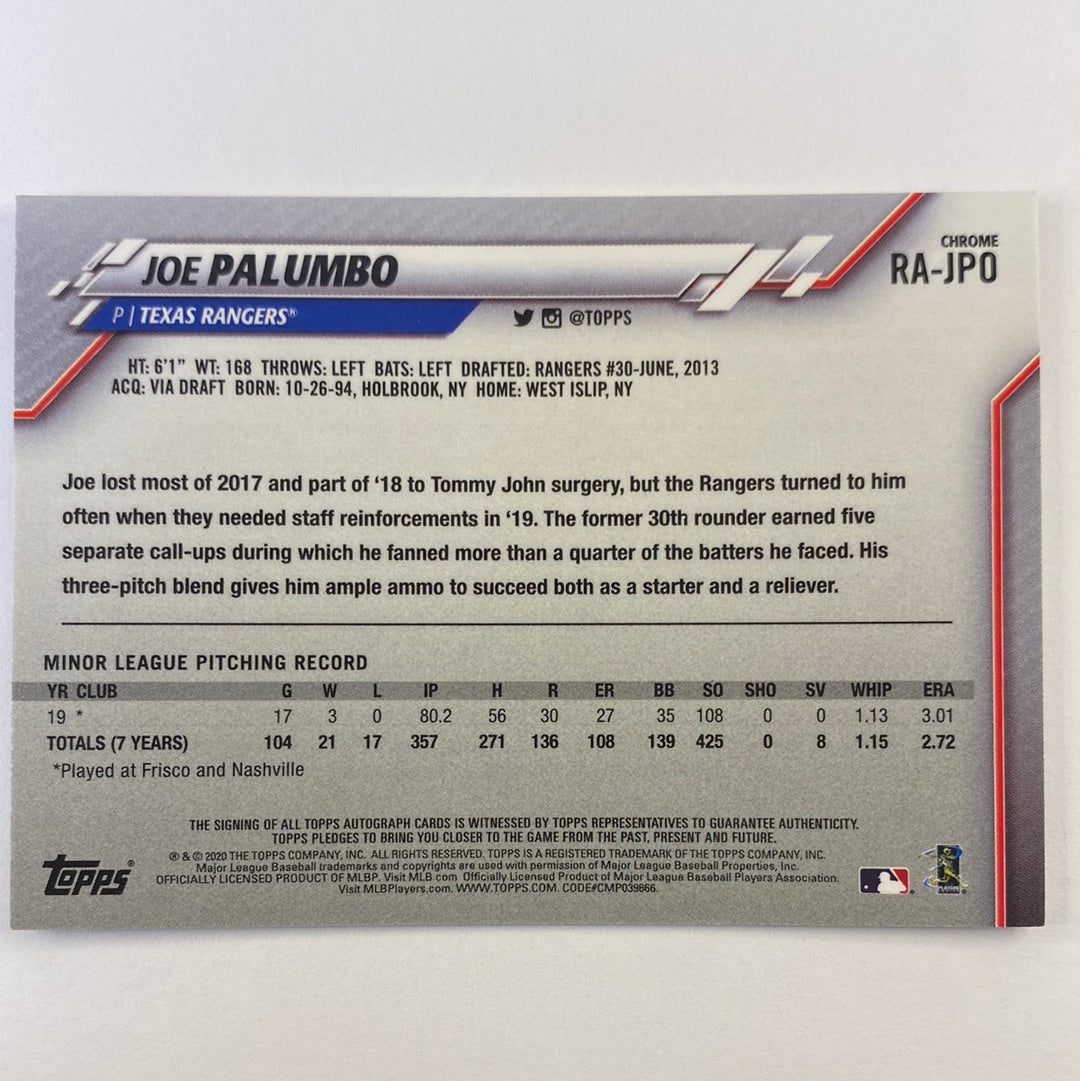 JOE PALUMBO
CHROME
RA-JPO
P | TEXAS RANGERS®
@TOPPS
HT: 6'1" WT: 168 THROWS: LEFT BATS: LEFT DRAFTED: RANGERS #30-JUNE, 2013
ACQ: VIA DRAFT BORN: 10-26-94, HOLBROOK, NY HOME: WEST ISLIP, NY
Joe lost most of 2017 and part of ‘18 to Tommy John surgery, but the Rangers turned to him
often when they needed staff reinforcements in ‘19. The former 30th rounder earned five
separate call-ups during which he fanned more than a quarter of the batters he faced. His
three-pitch blend gives him ample ammo to succeed both as a starter and a reliever.
MINOR LEAGUE PITCHING RECORD
YR CLUB G W L IP H R ER BB SO SHO SV WHIP ERA
19 * 17 3 0 80.2 56 30 27 35 108 0 0 1.13 3.01
TOTALS (7 YEARS) 104 21 17 357 271 136 108 139 425 0 8 1.15 2.72
*Played at Frisco and Nashville
THE SIGNING OF ALL TOPPS AUTOGRAPH CARDS IS WITNESSED BY TOPPS REPRESENTATIVES TO GUARANTEE AUTHENTICITY.
TOPPS PLEDGES TO BRING YOU CLOSER TO THE GAME FROM THE PAST, PRESENT AND FUTURE.
® & © 2020 THE TOPPS COMPANY, INC. ALL RIGHTS RESERVED. TOPPS IS A REGISTERED TRADEMARK OF THE TOPPS COMPANY, INC.
Major League Baseball trademarks and copyrights are used with permission of Major League Baseball Properties, Inc.
OFFICIALLY LICENSED PRODUCT OF MLBP. Visit MLB.com Officially Licensed Product of Major League Baseball Players Association.
Visit MLBPlayers.com. WWW.TOPPS.COM. CODE#CMP039666.
TOPPS®